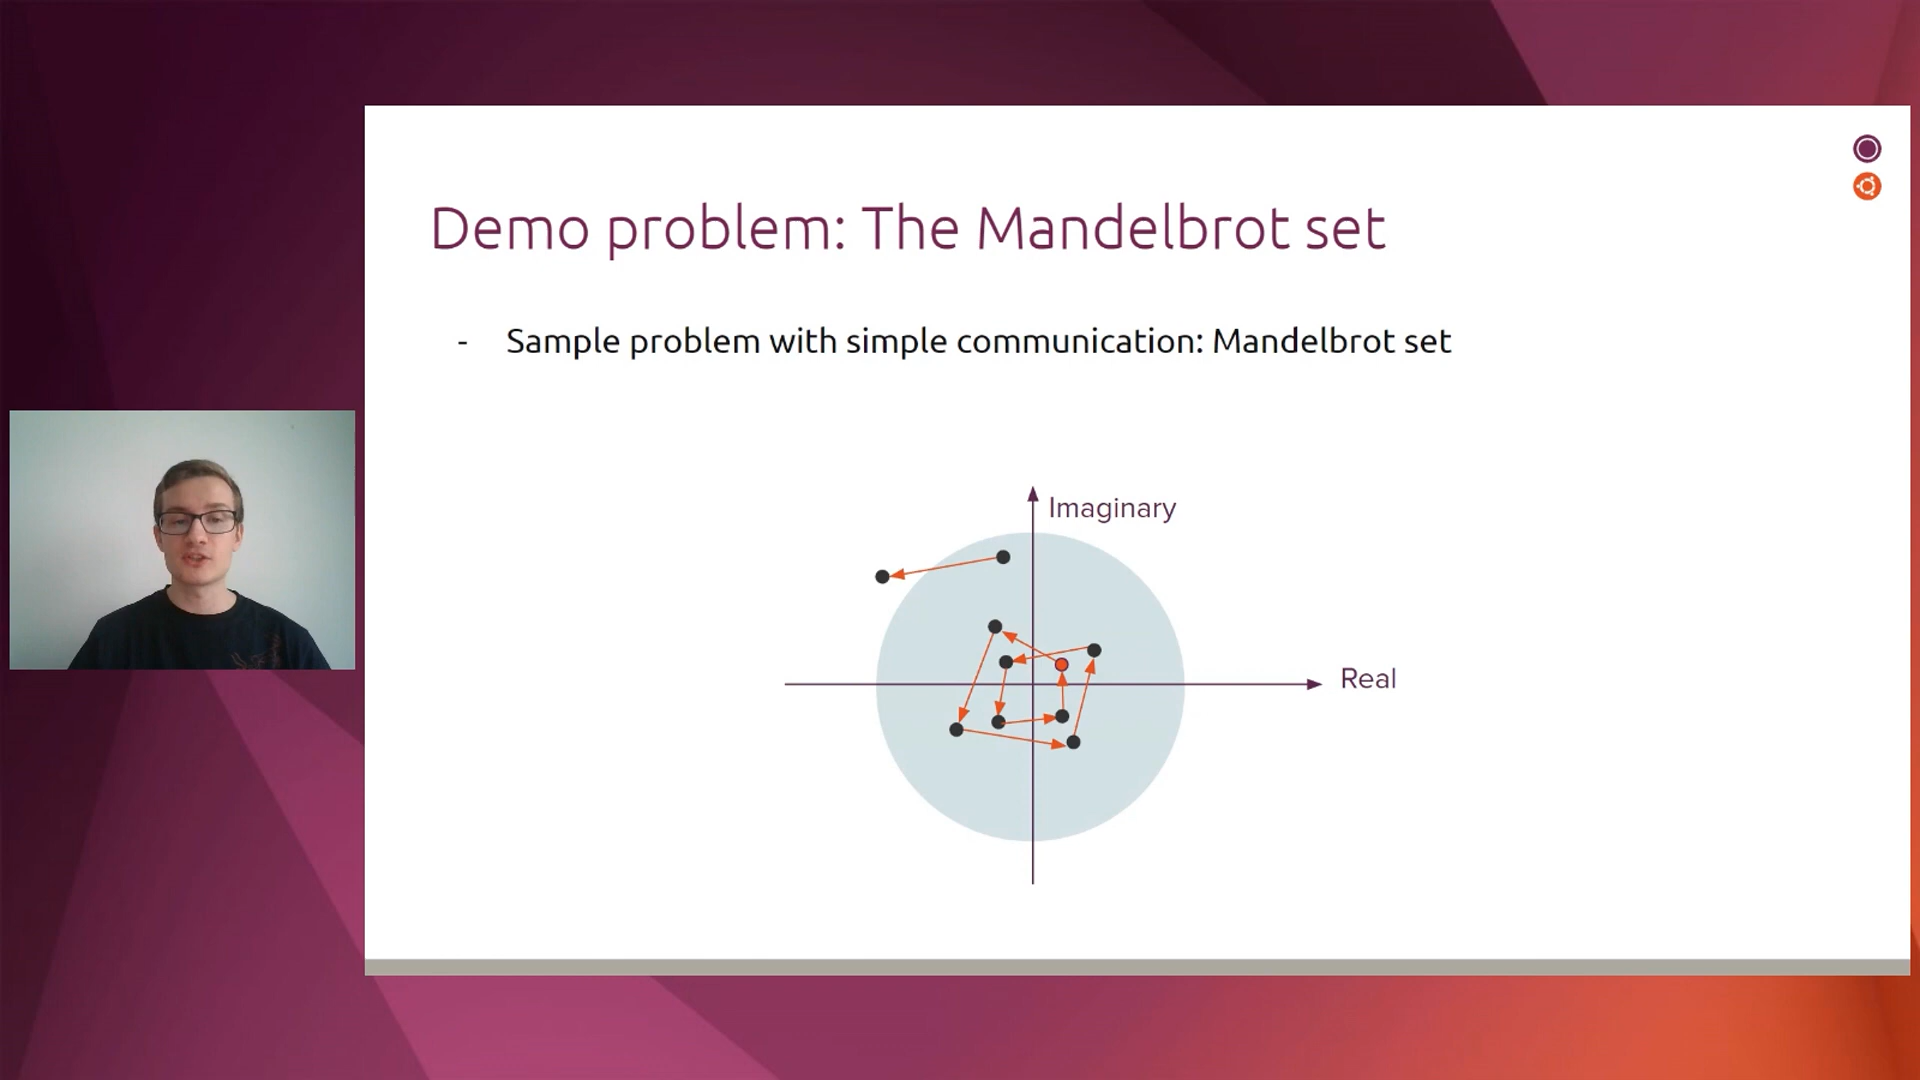 Demo problem: The Mandelbrot set
- Sample problem with simple communication: Mandelbrot set
Imaginary
Real